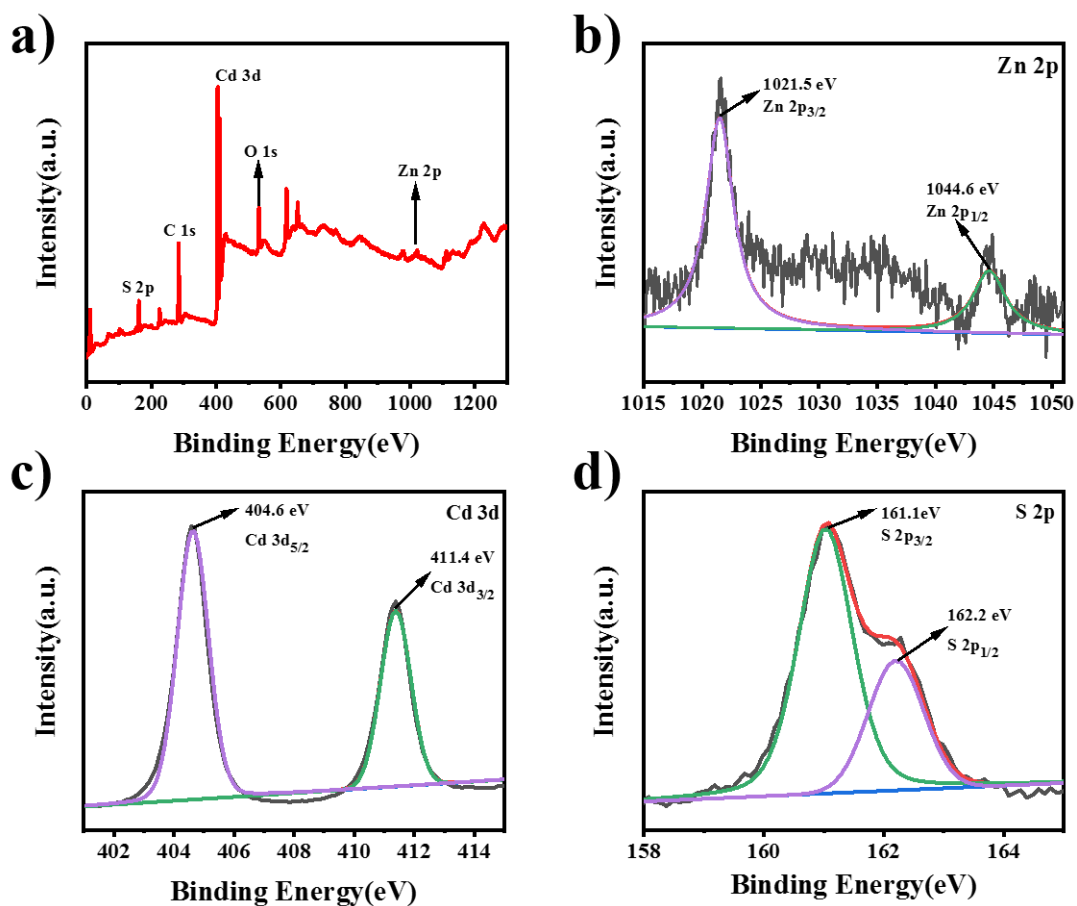 a)
Cd 3d
O 1s
Zn 2p
C 1s
S 2p
Intensity(a.u.)
0 200 400 600 800 1000 1200
Binding Energy(eV)
b)
Zn 2p
1021.5 eV
Zn 2p3/2
1044.6 eV
Zn 2p1/2
Intensity(a.u.)
1015 1020 1025 1030 1035 1040 1045 1050
Binding Energy(eV)
c)
Cd 3d
404.6 eV
Cd 3d5/2
411.4 eV
Cd 3d3/2
Intensity(a.u.)
402 404 406 408 410 412 414
Binding Energy(eV)
d)
S 2p
161.1eV
S 2p3/2
162.2 eV
S 2p1/2
Intensity(a.u.)
158 160 162 164
Binding Energy(eV)